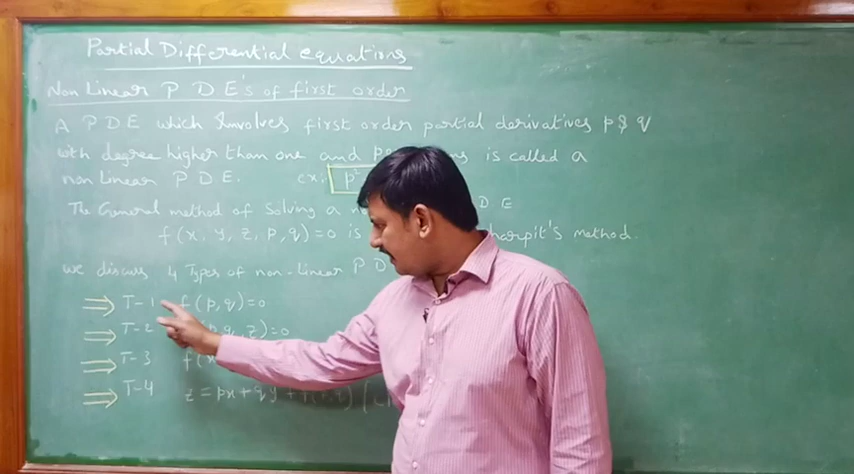 Partial Differential equations
Non Linear P D E's of first order
A P D E which Involves first order partial derivatives p & q
with degree higher than one and is called a
non linear P D E. ex: p²
The General method of solving a D.E
f(x, y, z, p, q)=0 is charpit's method.
we discuss 4 Types of non-linear P D
⇒ T-1 f(p, q)=0
⇒ T-2 q, z)=0
⇒ T-3 f(x
⇒ T-4 z = px+qy+